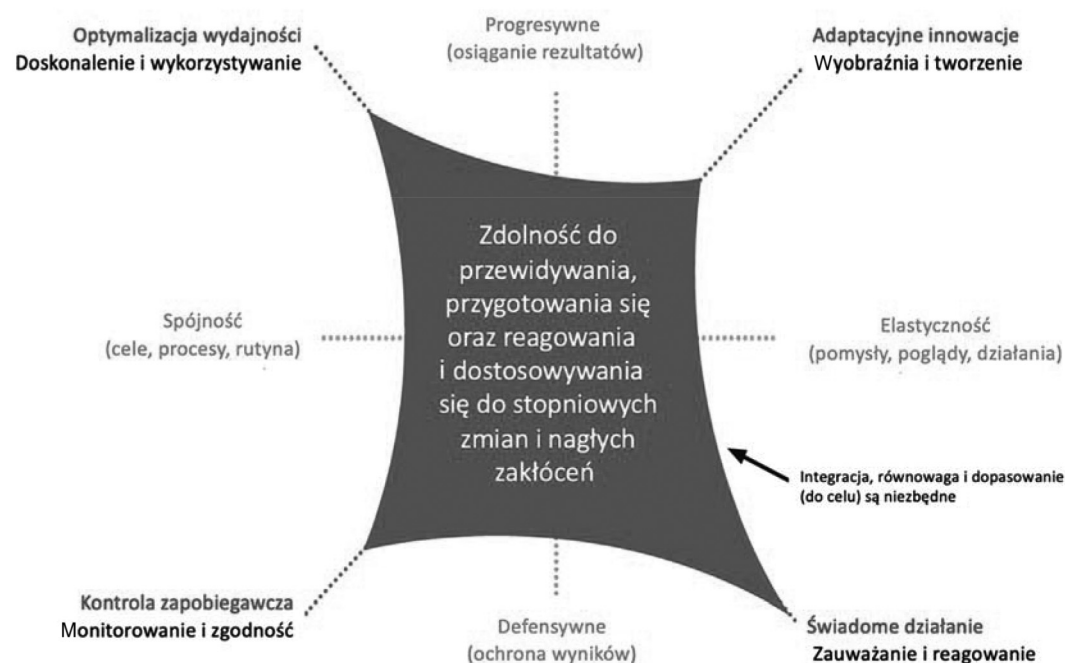 Optymalizacja wydajności
Doskonalenie i wykorzystywanie
Progresywne
(osiąganie rezultatów)
Adaptacyjne innowacje
Wyobraźnia i tworzenie
Spójność
(cele, procesy, rutyna)
Zdolność do
przewidywania,
przygotowania się
oraz reagowania
i dostosowywania
się do stopniowych
zmian i nagłych
zakłóceń
Elastyczność
(pomysły, poglądy, działania)
Integracja, równowaga i dopasowanie
(do celu) są niezbędne
Kontrola zapobiegawcza
Monitorowanie i zgodność
Defensywne
(ochrona wyników)
Świadome działanie
Zauważanie i reagowanie